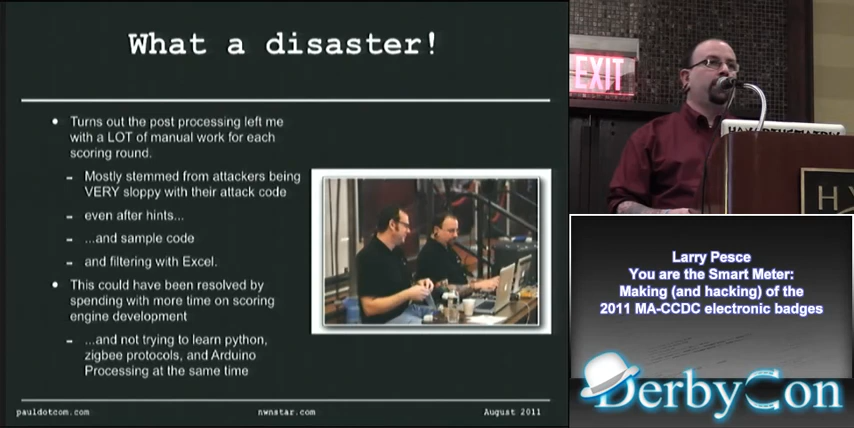 What a disaster!
Turns out the post processing left me
with a LOT of manual work for each
scoring round.
Mostly stemmed from attackers being
VERY sloppy with their attack code
even after hints...
...and sample code
and filtering with Excel.
This could have been resolved by
spending with more time on scoring
engine development
...and not trying to learn python,
zigbee protocols, and Arduino
Processing at the same time
pauldotcom.com
nwnstar.com
August 2011
EXIT
HY
Larry Pesce
You are the Smart Meter:
Making (and hacking) of the
2011 MA-CCDC electronic badges
DerbyCon